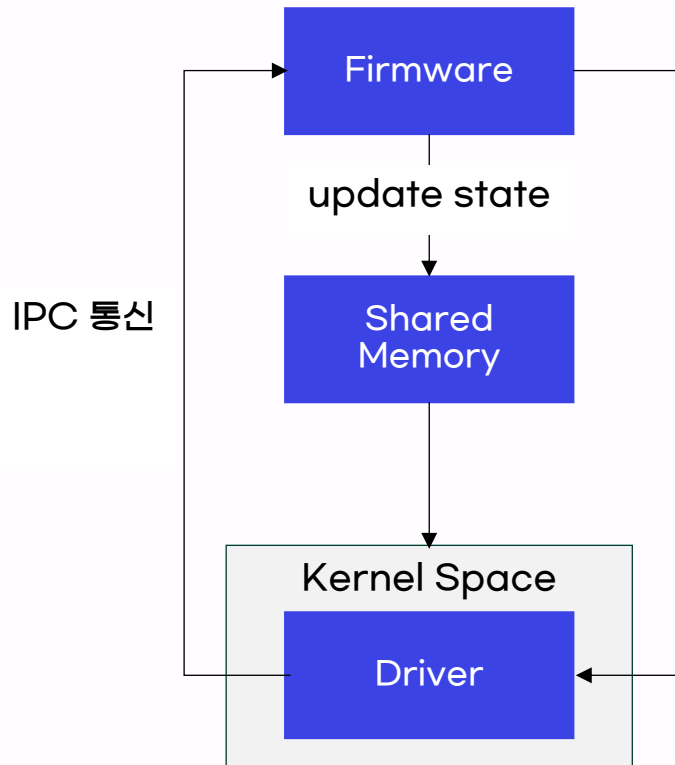 Firmware
update state
IPC 통신
Shared
Memory
Kernel Space
Driver